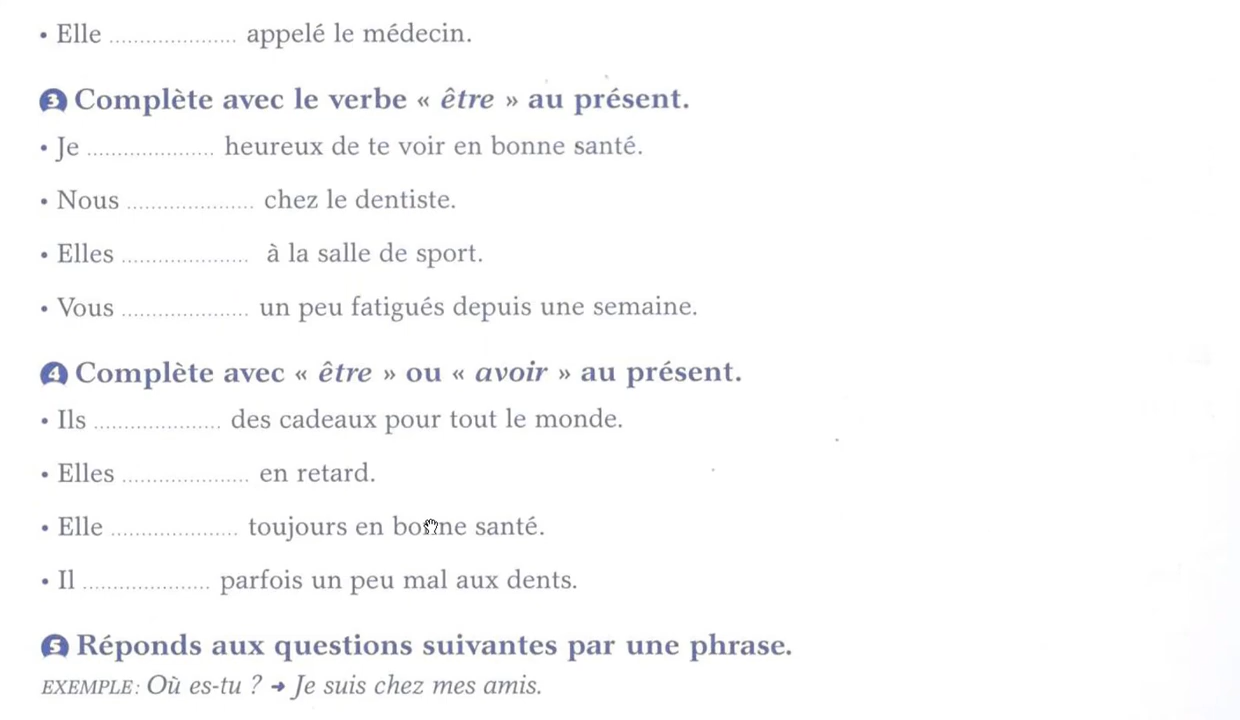 • Elle ..................... appelé le médecin.
3 Complète avec le verbe « être » au présent.
• Je ..................... heureux de te voir en bonne santé.
• Nous ..................... chez le dentiste.
• Elles ..................... à la salle de sport.
• Vous ..................... un peu fatigués depuis une semaine.
4 Complète avec « être » ou « avoir » au présent.
• Ils ..................... des cadeaux pour tout le monde.
• Elles ..................... en retard.
• Elle ..................... toujours en bonne santé.
• Il ..................... parfois un peu mal aux dents.
5 Réponds aux questions suivantes par une phrase.
EXEMPLE : Où es-tu ? → Je suis chez mes amis.